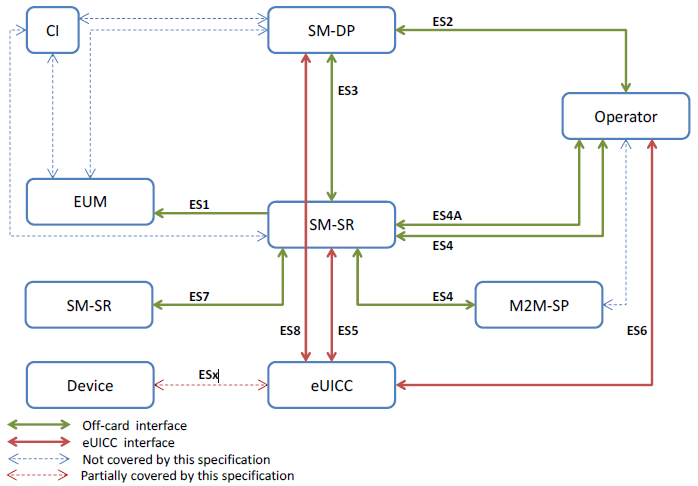 CI
SM-DP
ES2
ES3
Operator
EUM
ES1
SM-SR
ES4A
ES4
SM-SR
ES7
ES4
M2M-SP
ES8
ES5
ES6
Device
ESx
eUICC
Off-card interface
eUICC interface
Not covered by this specification
Partially covered by this specification